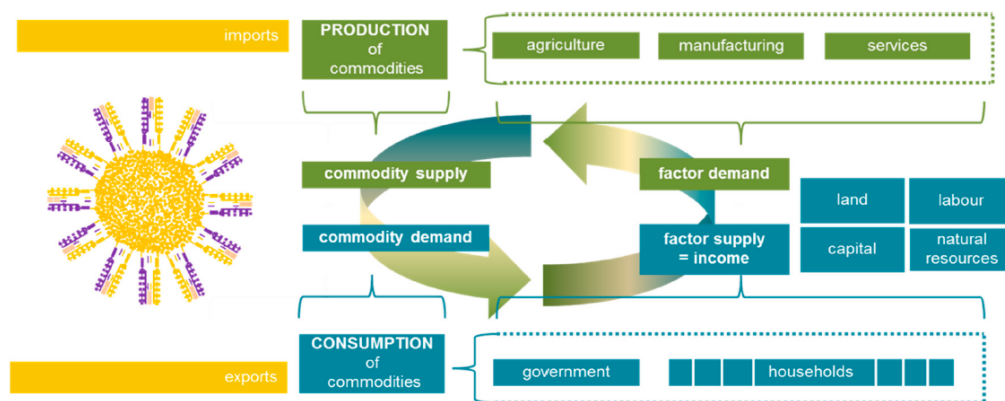 imports
PRODUCTION
of
commodities
agriculture
manufacturing
services
commodity supply
factor demand
land
labour
commodity demand
factor supply
= income
capital
natural
resources
CONSUMPTION
of
commodities
government
households
exports